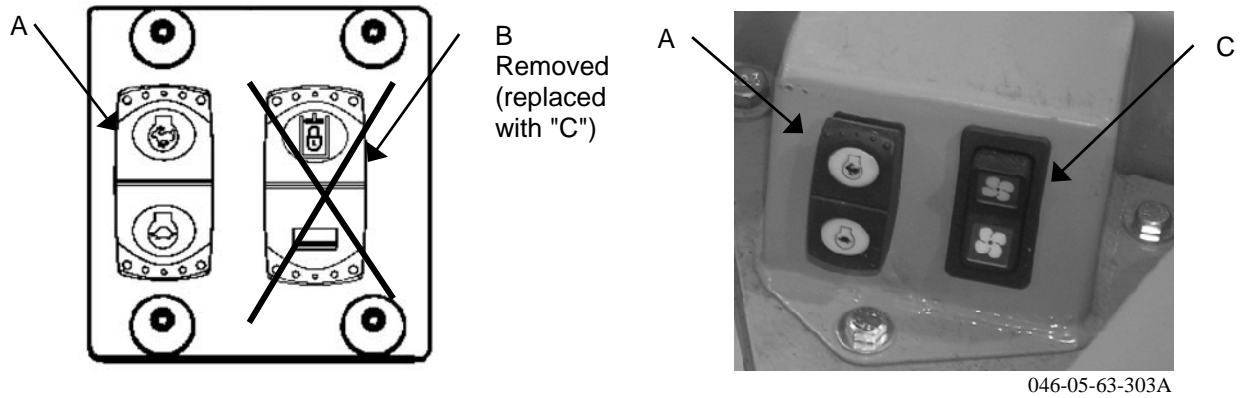 A
B
Removed
(replaced
with "C")
A
C
046-05-63-303A